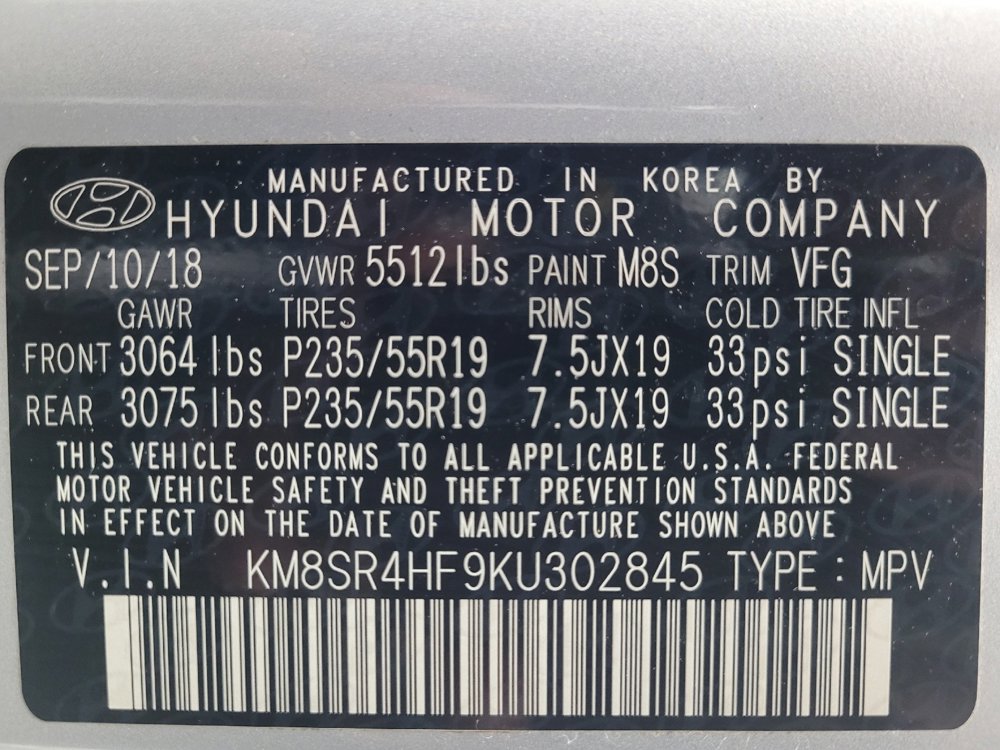 MANUFACTURED IN KOREA BY
HYUNDAI MOTOR COMPANY
SEP/10/18 GVWR 5512lbs PAINT M8S TRIM VFG
GAWR TIRES RIMS COLD TIRE INFL
FRONT 3064 lbs P235/55R19 7.5JX19 33psi SINGLE
REAR 3075 lbs P235/55R19 7.5JX19 33psi SINGLE
THIS VEHICLE CONFORMS TO ALL APPLICABLE U.S.A. FEDERAL
MOTOR VEHICLE SAFETY AND THEFT PREVENTION STANDARDS
IN EFFECT ON THE DATE OF MANUFACTURE SHOWN ABOVE
V.I.N KM8SR4HF9KU302845 TYPE : MPV